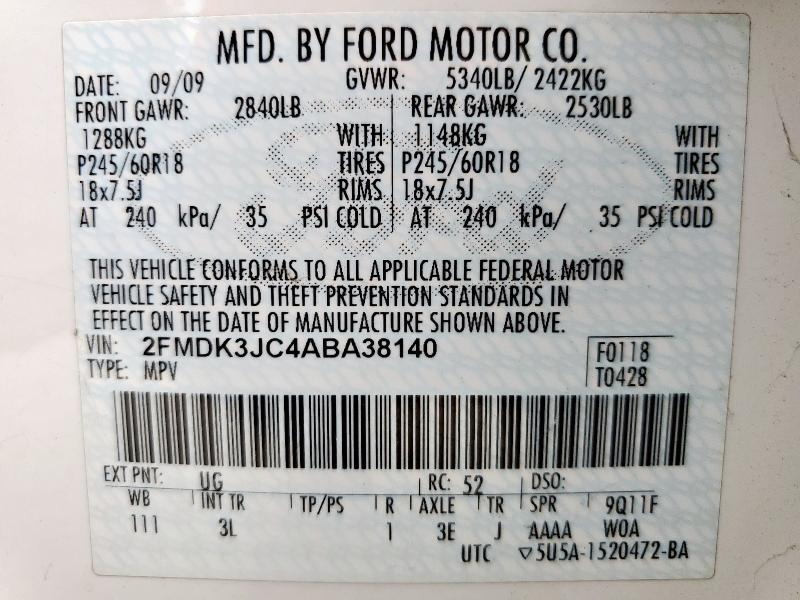 MFD. BY FORD MOTOR CO.
DATE: 09/09 GVWR: 5340LB/ 2422KG
FRONT GAWR: 2840LB REAR GAWR: 2530LB
1288KG WITH 1148KG WITH
P245/60R18 TIRES P245/60R18 TIRES
18x7.5J RIMS 18x7.5J RIMS
AT 240 kPa/ 35 PSI COLD AT 240 kPa/ 35 PSI COLD
THIS VEHICLE CONFORMS TO ALL APPLICABLE FEDERAL MOTOR
VEHICLE SAFETY AND THEFT PREVENTION STANDARDS IN
EFFECT ON THE DATE OF MANUFACTURE SHOWN ABOVE.
VIN: 2FMDK3JC4ABA38140 F0118
TYPE: MPV T0428
EXT PNT: UG RC: 52 DSO:
WB INT TR TP/PS R AXLE TR SPR 9Q11F
111 3L 1 3E J AAAA WOA
UTC ▽5U5A-1520472-BA